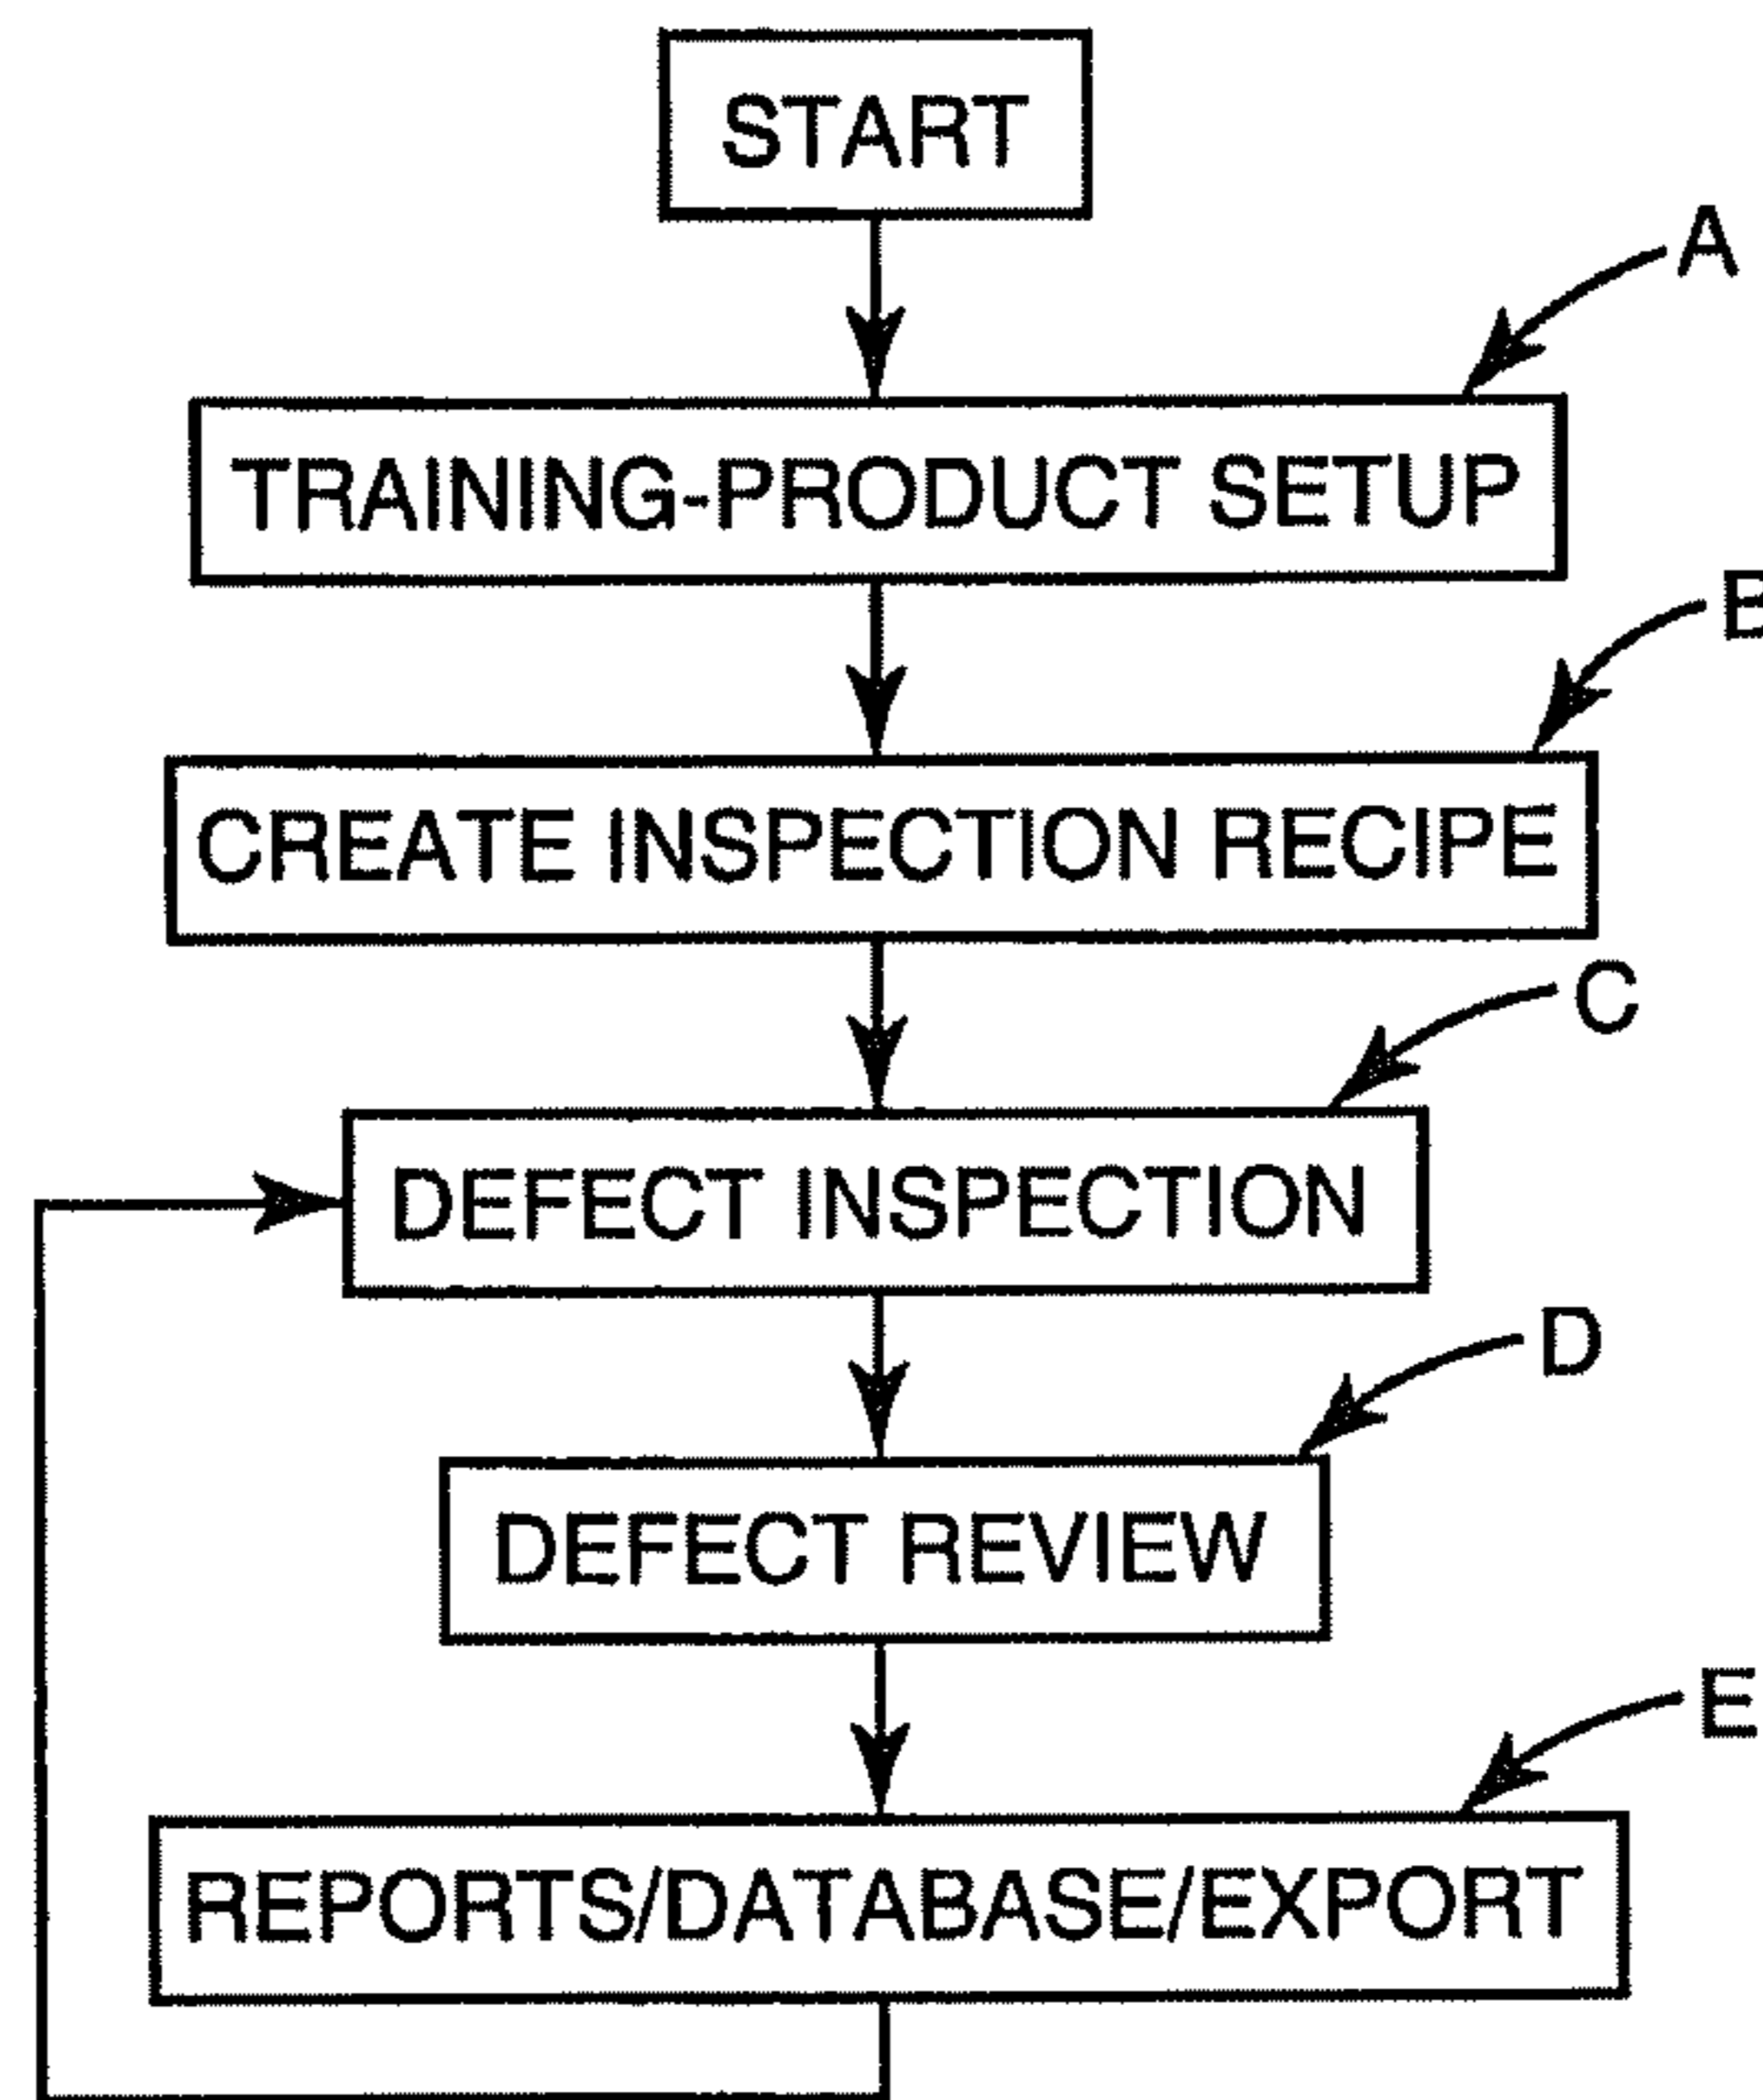 START
A
TRAINING-PRODUCT SETUP
B
CREATE INSPECTION RECIPE
C
DEFECT INSPECTION
D
DEFECT REVIEW
E
REPORTS/DATABASE/EXPORT